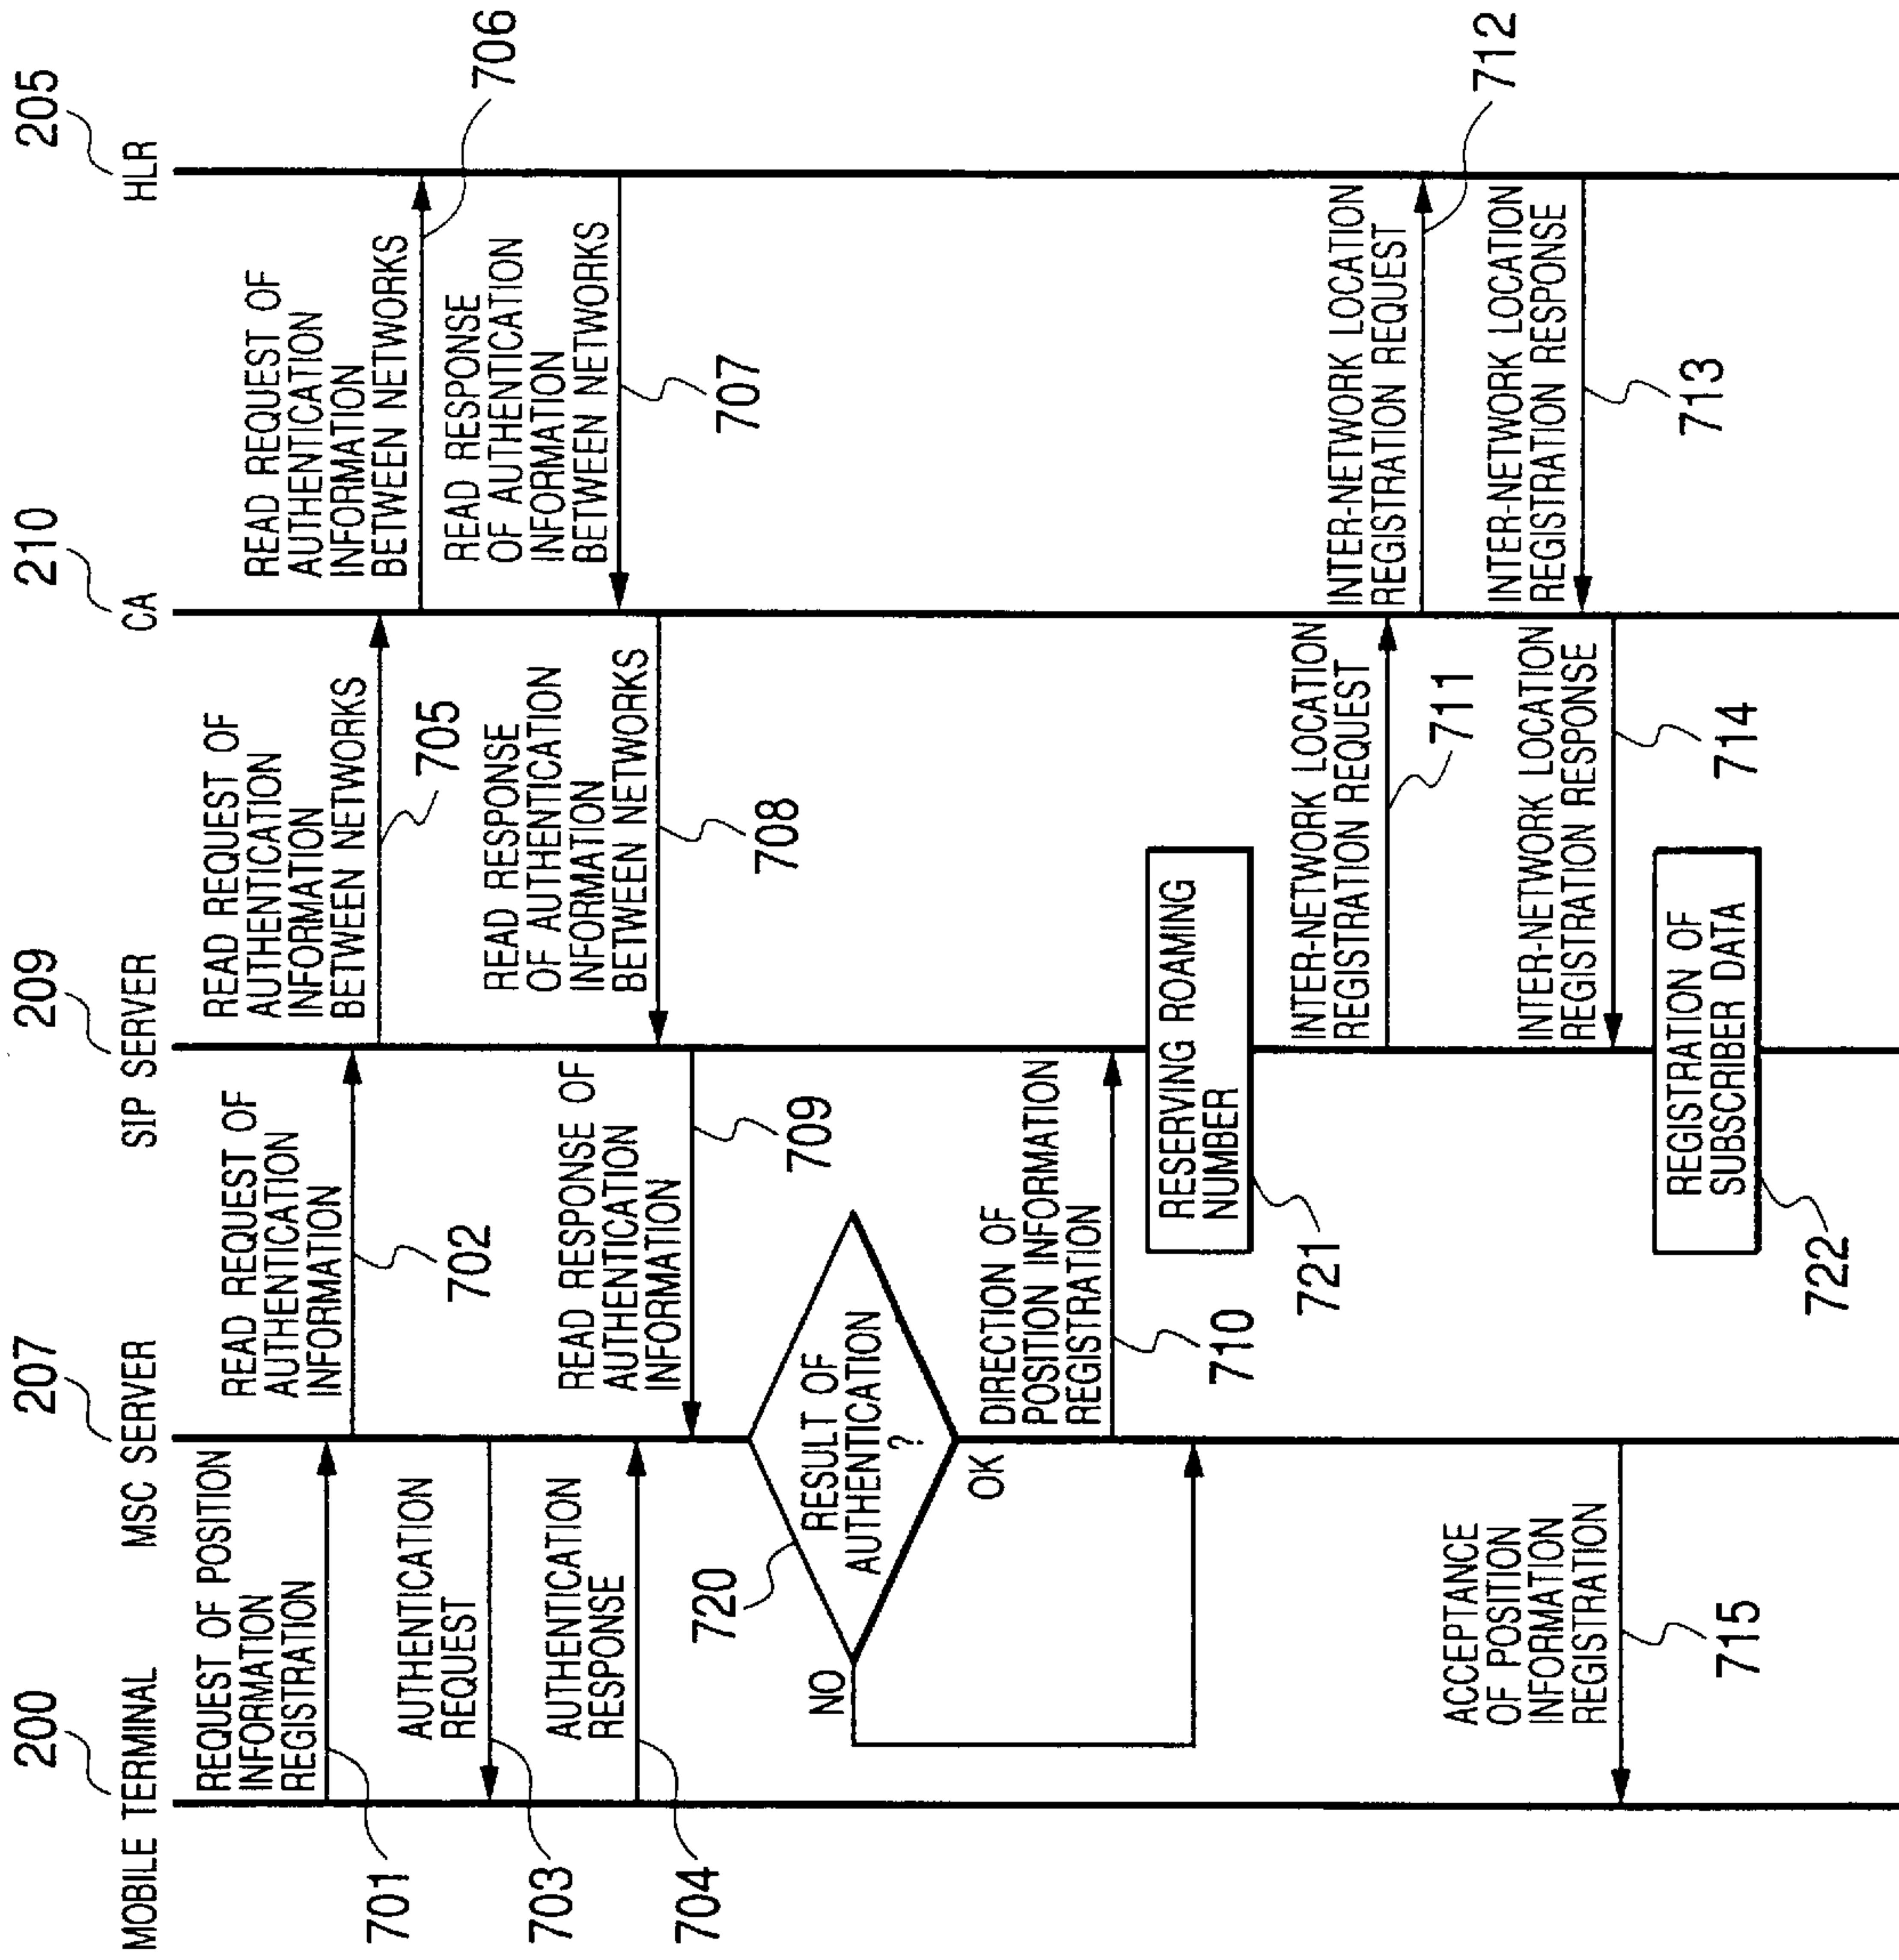 200
MOBILE TERMINAL
207
MSC SERVER
209
SIP SERVER
210
CA
205
HLR
REQUEST OF POSITION
INFORMATION
REGISTRATION
701
READ REQUEST OF
AUTHENTICATION
INFORMATION
702
READ REQUEST OF
AUTHENTICATION
INFORMATION
BETWEEN NETWORKS
705
READ REQUEST OF
AUTHENTICATION
INFORMATION
BETWEEN NETWORKS
706
AUTHENTICATION
REQUEST
703
AUTHENTICATION
RESPONSE
704
READ RESPONSE
OF AUTHENTICATION
INFORMATION
BETWEEN NETWORKS
707
READ RESPONSE
OF AUTHENTICATION
INFORMATION
BETWEEN NETWORKS
708
READ RESPONSE OF
AUTHENTICATION
INFORMATION
709
720
RESULT OF
AUTHENTICATION
?
NO
OK
DIRECTION OF
POSITION INFORMATION
REGISTRATION
710
RESERVING ROAMING
NUMBER
721
INTER-NETWORK LOCATION
REGISTRATION REQUEST
711
INTER-NETWORK LOCATION
REGISTRATION REQUEST
712
INTER-NETWORK LOCATION
REGISTRATION RESPONSE
713
INTER-NETWORK LOCATION
REGISTRATION RESPONSE
714
REGISTRATION OF
SUBSCRIBER DATA
722
ACCEPTANCE
OF POSITION
INFORMATION
REGISTRATION
715